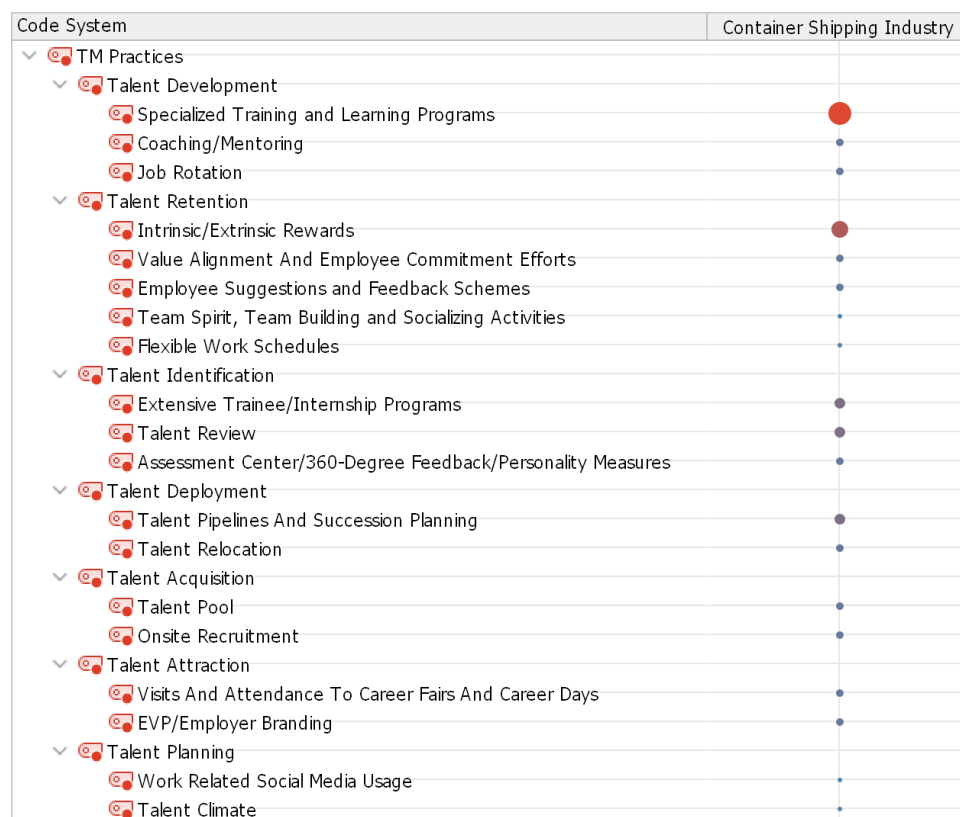 Code System
Container Shipping Industry
TM Practices
Talent Development
Specialized Training and Learning Programs
Coaching/Mentoring
Job Rotation
Talent Retention
Intrinsic/Extrinsic Rewards
Value Alignment And Employee Commitment Efforts
Employee Suggestions and Feedback Schemes
Team Spirit, Team Building and Socializing Activities
Flexible Work Schedules
Talent Identification
Extensive Trainee/Internship Programs
Talent Review
Assessment Center/360-Degree Feedback/Personality Measures
Talent Deployment
Talent Pipelines And Succession Planning
Talent Relocation
Talent Acquisition
Talent Pool
Onsite Recruitment
Talent Attraction
Visits And Attendance To Career Fairs And Career Days
EVP/Employer Branding
Talent Planning
Work Related Social Media Usage
Talent Climate